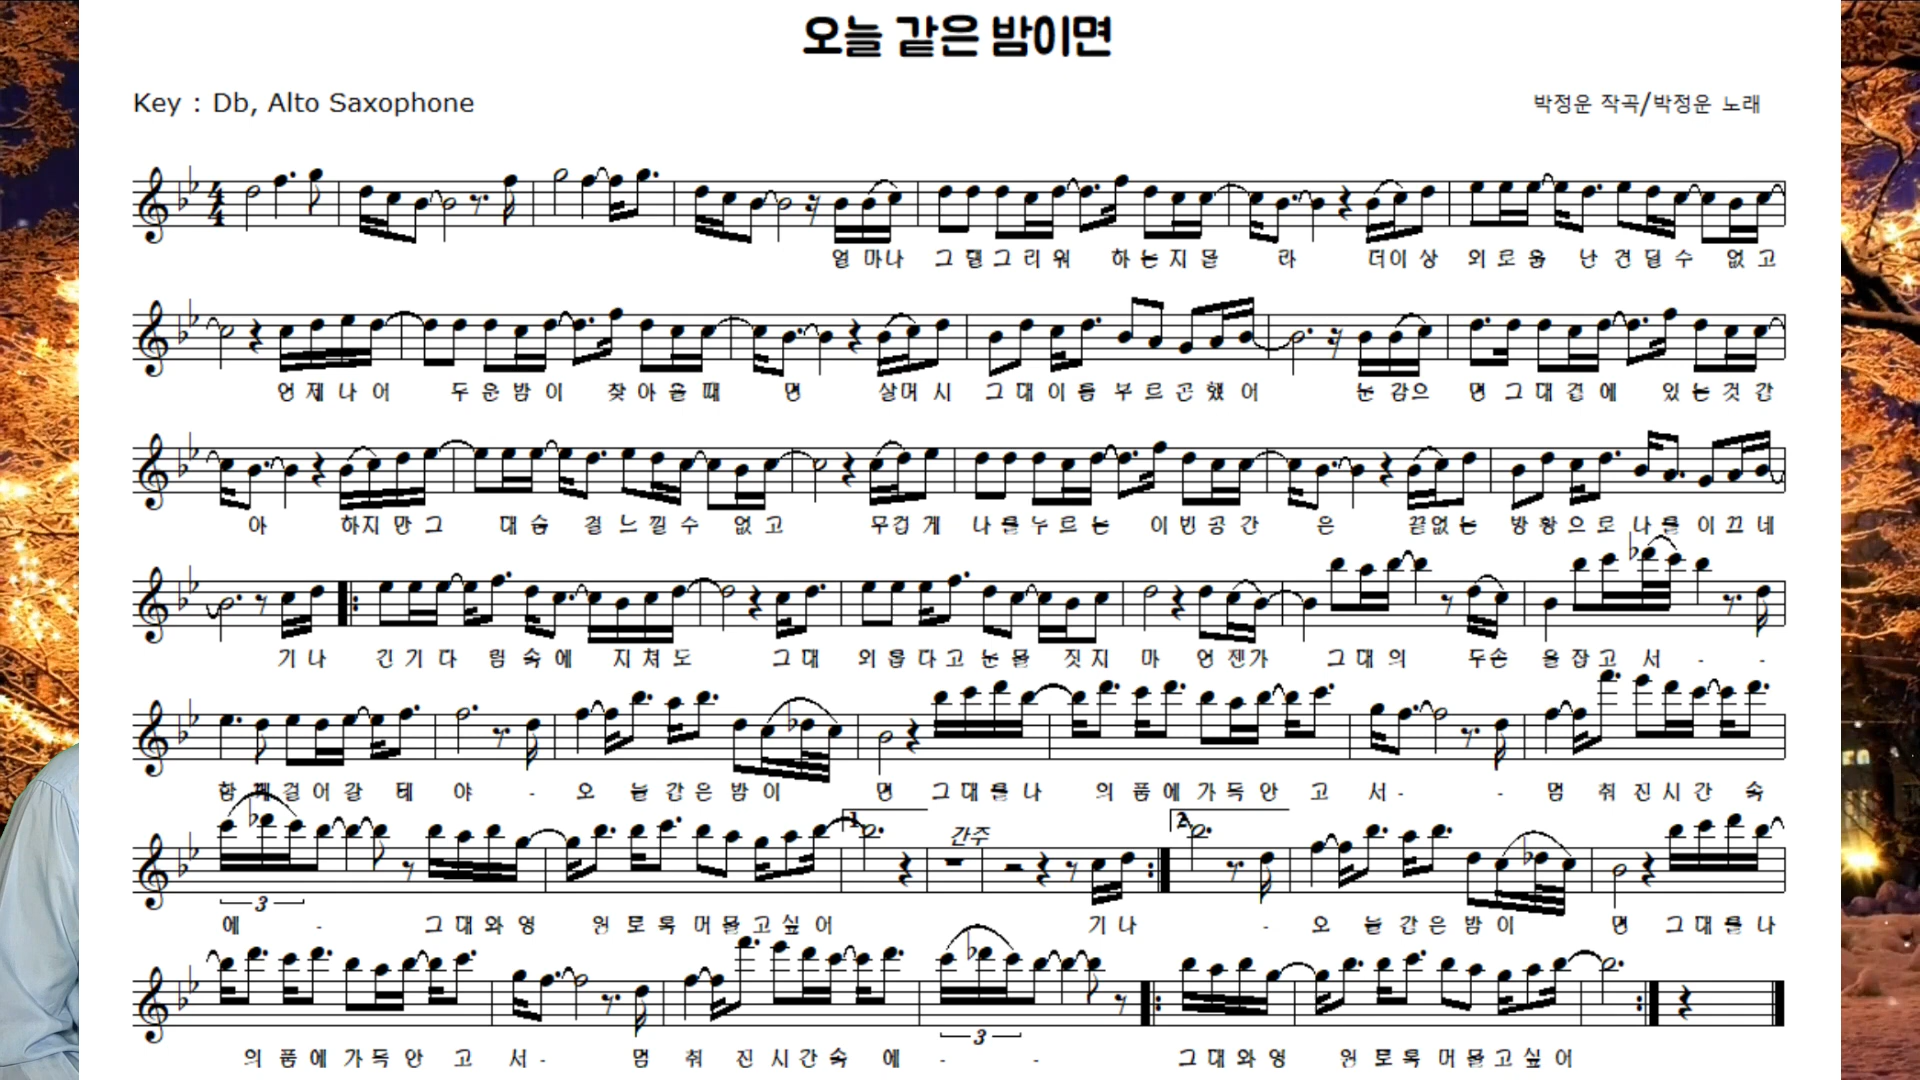 오늘 같은 밤이면
Key : Db, Alto Saxophone
박정운 작곡/박정운 노래
얼 마나 그 댈 그 리 워 하 는 지 몰 라 더이 상 외 로 움 난 견 딜 수 없 고
언 제 나 어 두 운 밤 이 찾 아 올 때 면 살며 시 그 대 이 름 부 르 곤 했 어 눈 감으 면 그 대 곁 에 있 는 것 같
아 하지 만 그 대 숨 결 느 낄 수 없 고 무겁 게 나 를 누 르 는 이 빈 공 간 은 끝없 는 방 황 으 로 나 를 이 끄 네
기 나 긴 기 다 림 속 에 지 쳐 도 그 대 외 롭 다 고 눈 물 짓 지 마 언 젠가 그 대 의 두손 을 잡 고 서 - -
함 께 걸 어 갈 테 야 - 오 늘 같 은 밤 이 면 그 대 를 나 의 품 에 가 득 안 고 서 - - 멈 춰 진 시 간 속
1. 간주 2.
3
에 - 그 대 와 영 원 토 록 머 물 고 싶 어 기 나 - 오 늘 같 은 밤 이 면 그 대 를 나
3
의 품 에 가 득 안 고 서 - 멈 춰 진 시 간 속 에 - - 그 대 와 영 원 토 록 머 물 고 싶 어